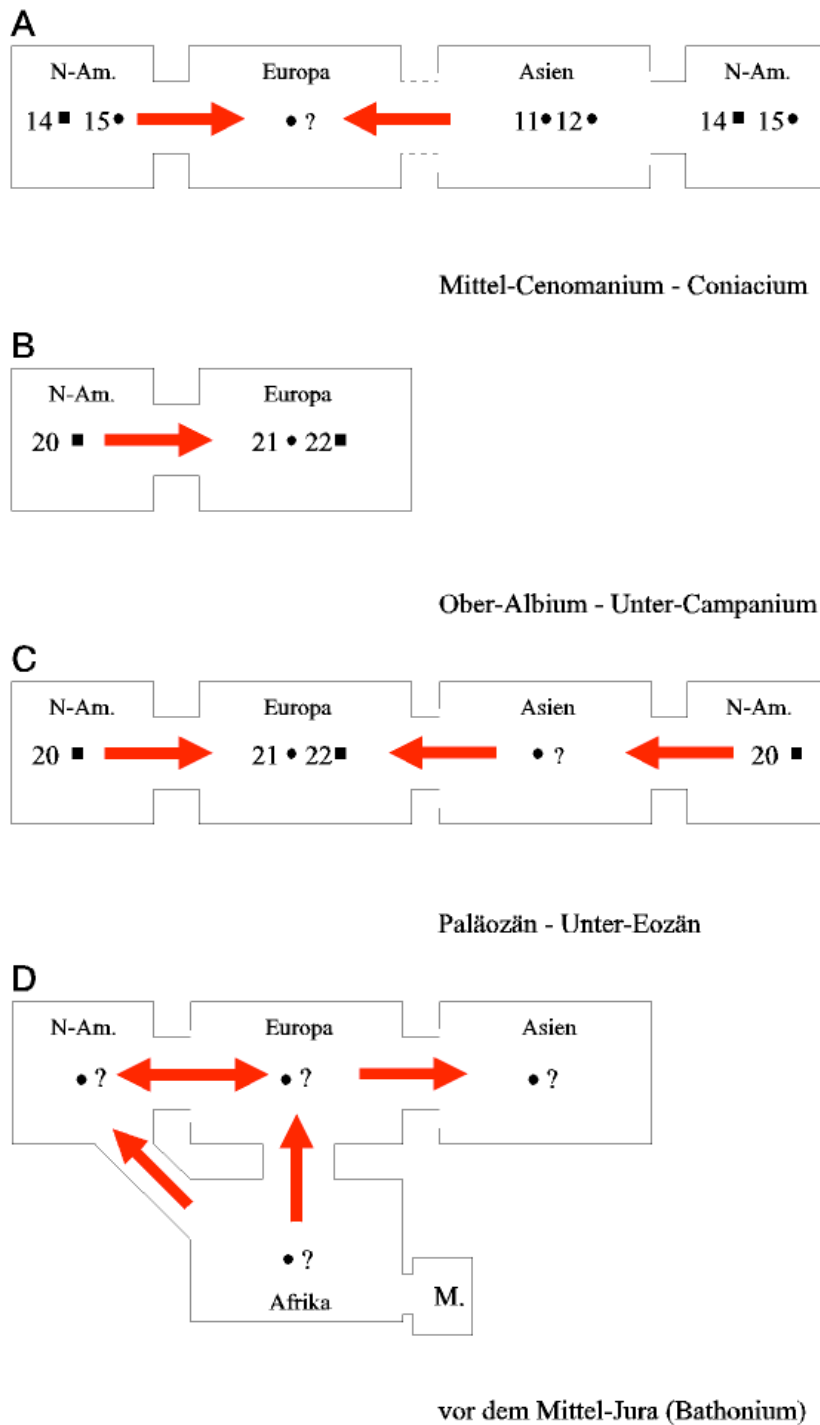 A
N-Am. Europa Asien N-Am.
14 ■ 15 • • ? 11 • 12 • 14 ■ 15 •
Mittel-Cenomanium - Coniacium
B
N-Am. Europa
20 ■ 21 • 22 ■
Ober-Albium - Unter-Campanium
C
N-Am. Europa Asien N-Am.
20 ■ 21 • 22 ■ • ? 20 ■
Paläozän - Unter-Eozän
D
N-Am. Europa Asien
• ? • ? • ?
• ?
Afrika M.
vor dem Mittel-Jura (Bathonium)